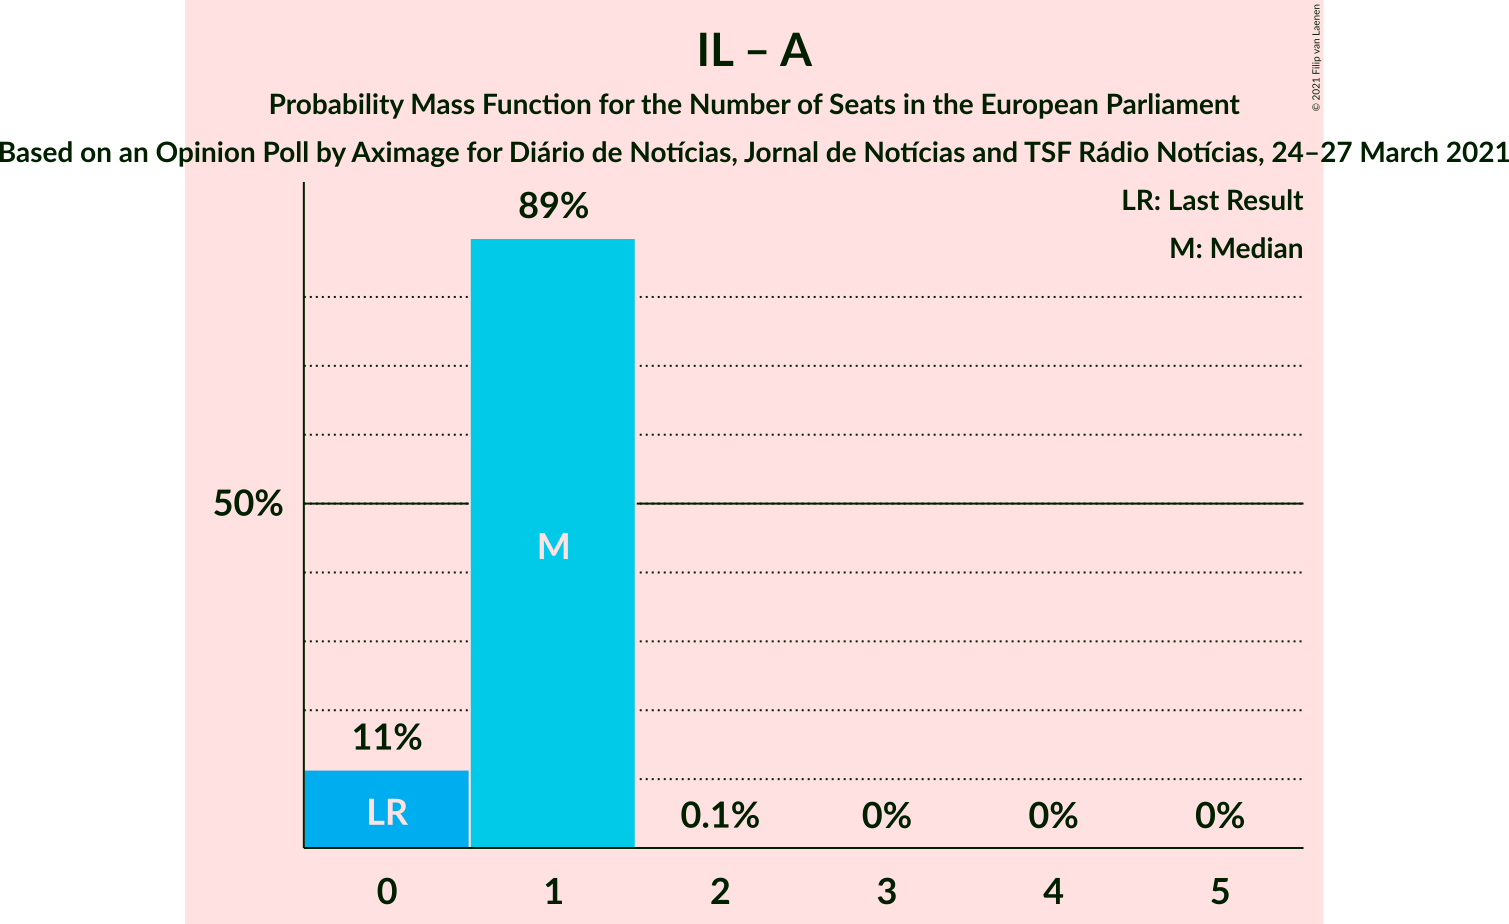 IL – A
Probability Mass Function for the Number of Seats in the European Parliament
Based on an Opinion Poll by Aximage for Diário de Notícias, Jornal de Notícias and TSF Rádio Notícias, 24–27 March 2021
© 2021 Filip van Laenen
LR: Last Result
M: Median
89%
50%
M
11%
LR
0.1%
0%
0%
0%
0 1 2 3 4 5